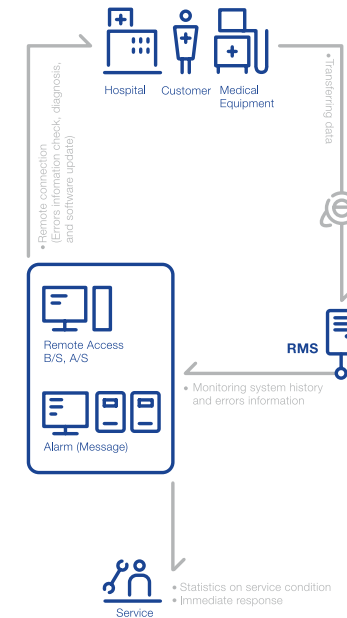 Hospital
Customer
Medical
Equipment
• Transferring data
• Remote connection
(Errors infomation check, diagnosis,
and software update)
e
RMS
Remote Access
B/S, A/S
• Monitoring system history
and errors information
Alarm (Message)
• Statistics on service condition
• Immediate response
Service